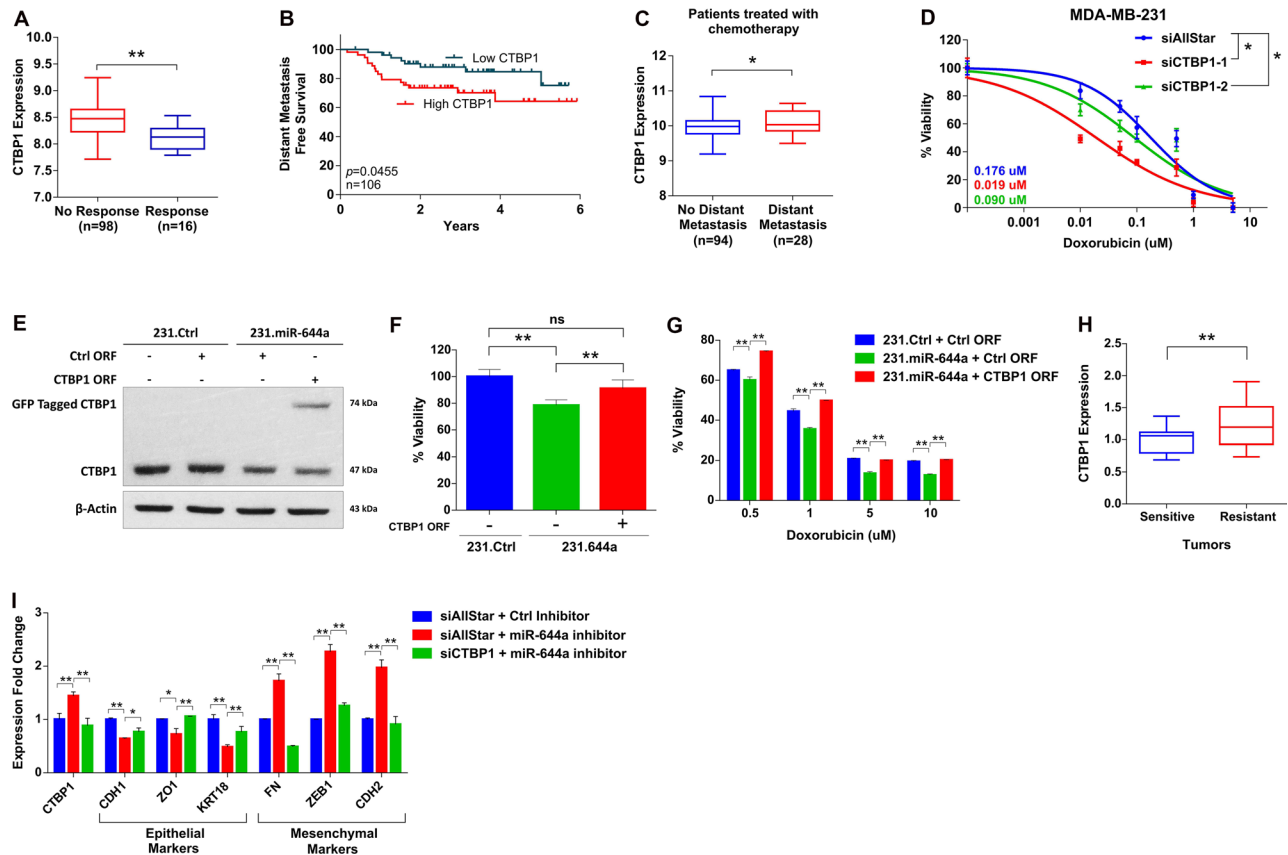 A
CTBP1 Expression
10.0
9.5
9.0
8.5
8.0
7.5
7.0
**
No Response
(n=98)
Response
(n=16)
B
Distant Metastasis
Free Survival
100
80
60
40
20
0
Low CTBP1
High CTBP1
p=0.0455
n=106
0
2
4
6
Years
C
Patients treated with
chemotherapy
CTBP1 Expression
12
11
10
9
8
*
No Distant
Metastasis
(n=94)
Distant
Metastasis
(n=28)
D
MDA-MB-231
% Viability
120
100
80
60
40
20
0
siAllStar
siCTBP1-1
siCTBP1-2
*
*
0.176 uM
0.019 uM
0.090 uM
0.001
0.01
0.1
1
10
Doxorubicin (uM)
E
231.Ctrl
231.miR-644a
Ctrl ORF - + + -
CTBP1 ORF - - - +
GFP Tagged CTBP1
74 kDa
CTBP1
47 kDa
β-Actin
43 kDa
F
% Viability
120
100
80
60
40
20
0
ns
**
**
CTBP1 ORF - - +
231.Ctrl
231.644a
G
% Viability
80
60
40
20
0
231.Ctrl + Ctrl ORF
231.miR-644a + Ctrl ORF
231.miR-644a + CTBP1 ORF
** **
** **
** **
** **
0.5
1
5
10
Doxorubicin (uM)
H
CTBP1 Expression
2.5
2.0
1.5
1.0
0.5
0.0
**
Sensitive
Resistant
Tumors
I
Expression Fold Change
3
2
1
0
siAllStar + Ctrl Inhibitor
siAllStar + miR-644a inhibitor
siCTBP1 + miR-644a inhibitor
** **
** *
* **
** **
** **
** **
** **
CTBP1
CDH1
ZO1
KRT18
FN
ZEB1
CDH2
Epithelial
Markers
Mesenchymal
Markers